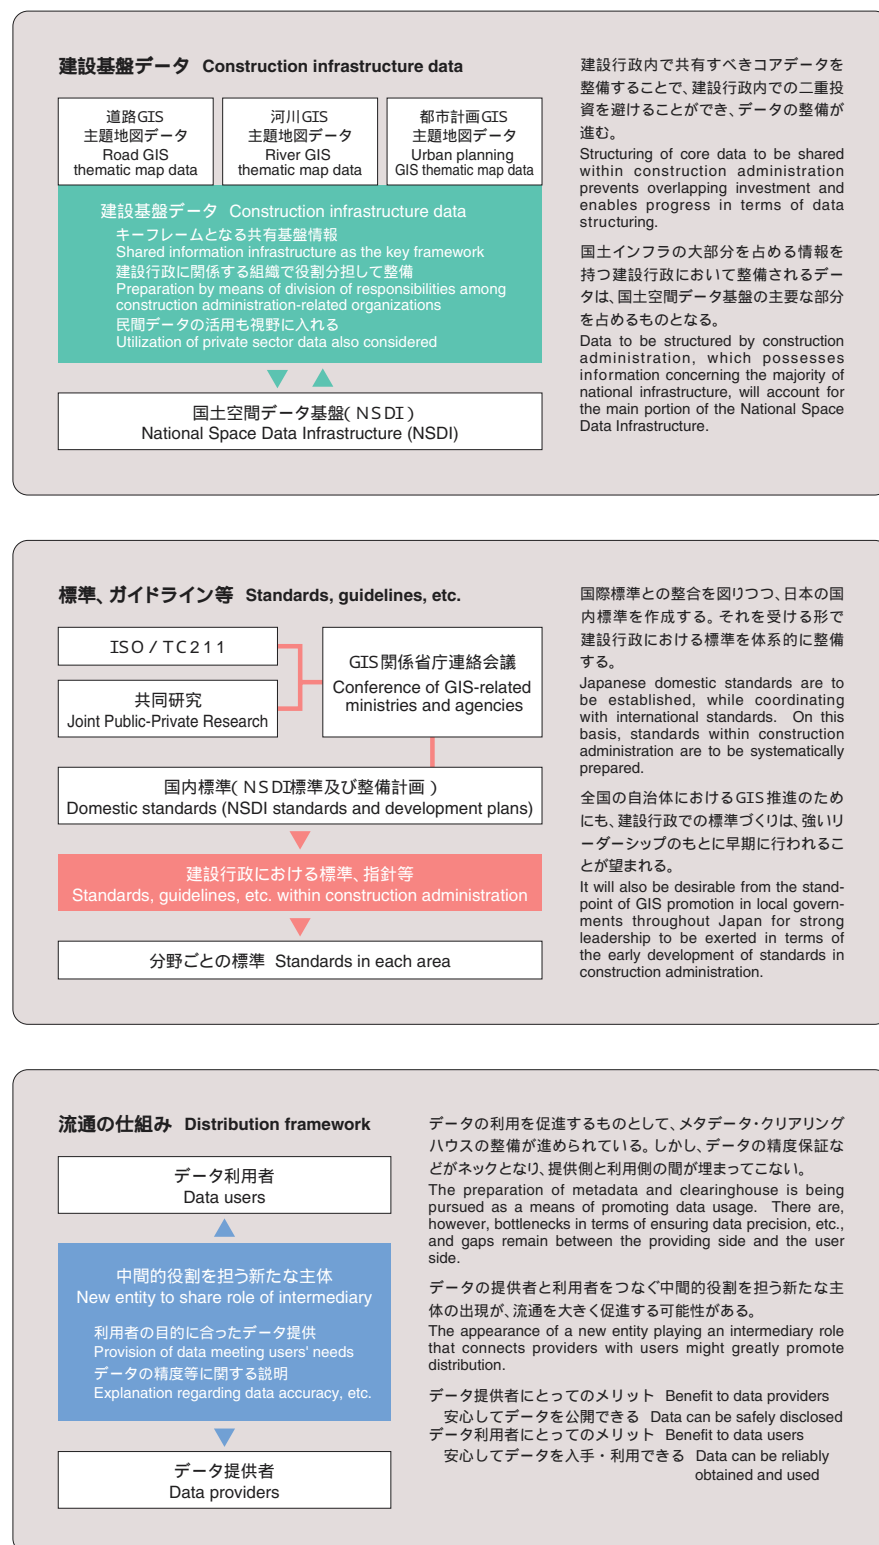 建設基盤データ Construction infrastructure data
道路GIS
主題地図データ
Road GIS
thematic map data
河川GIS
主題地図データ
River GIS
thematic map data
都市計画GIS
主題地図データ
Urban planning
GIS thematic map data
建設基盤データ Construction infrastructure data
キーフレームとなる共有基盤情報
Shared information infrastructure as the key framework
建設行政に関係する組織で役割分担して整備
Preparation by means of division of responsibilities among
construction administration-related organizations
民間データの活用も視野に入れる
Utilization of private sector data also considered
国土空間データ基盤(NSDI)
National Space Data Infrastructure (NSDI)
建設行政内で共有すべきコアデータを
整備することで、建設行政内での二重投
資を避けることができ、データの整備が
進む。
Structuring of core data to be shared
within construction administration
prevents overlapping investment and
enables progress in terms of data
structuring.
国土インフラの大部分を占める情報を
持つ建設行政において整備されるデー
タは、国土空間データ基盤の主要な部分
を占めるものとなる。
Data to be structured by construction
administration, which possesses
information concerning the majority of
national infrastructure, will account for
the main portion of the National Space
Data Infrastructure.
標準、ガイドライン等 Standards, guidelines, etc.
ISO/TC211
共同研究
Joint Public-Private Research
GIS関係省庁連絡会議
Conference of GIS-related
ministries and agencies
国内標準(NSDI標準及び整備計画)
Domestic standards (NSDI standards and development plans)
建設行政における標準、指針等
Standards, guidelines, etc. within construction administration
分野ごとの標準 Standards in each area
国際標準との整合を図りつつ、日本の国
内標準を作成する。それを受ける形で
建設行政における標準を体系的に整備
する。
Japanese domestic standards are to
be established, while coordinating
with international standards. On this
basis, standards within construction
administration are to be systematically
prepared.
全国の自治体におけるGIS推進のため
にも、建設行政での標準づくりは、強いリ
ーダーシップのもとに早期に行われるこ
とが望まれる。
It will also be desirable from the stand-
point of GIS promotion in local govern-
ments throughout Japan for strong
leadership to be exerted in terms of
the early development of standards in
construction administration.
流通の仕組み Distribution framework
データ利用者
Data users
中間的役割を担う新たな主体
New entity to share role of intermediary
利用者の目的に合ったデータ提供
Provision of data meeting users' needs
データの精度等に関する説明
Explanation regarding data accuracy, etc.
データ提供者
Data providers
データの利用を促進するものとして、メタデータ・クリアリング
ハウスの整備が進められている。しかし、データの精度保証な
どがネックとなり、提供側と利用側の間が埋まってこない。
The preparation of metadata and clearinghouse is being
pursued as a means of promoting data usage. There are,
however, bottlenecks in terms of ensuring data precision, etc.,
and gaps remain between the providing side and the user
side.
データの提供者と利用者をつなぐ中間的役割を担う新たな主
体の出現が、流通を大きく促進する可能性がある。
The appearance of a new entity playing an intermediary role
that connects providers with users might greatly promote
distribution.
データ提供者にとってのメリット Benefit to data providers
安心してデータを公開できる Data can be safely disclosed
データ利用者にとってのメリット Benefit to data users
安心してデータを入手・利用できる Data can be reliably
obtained and used